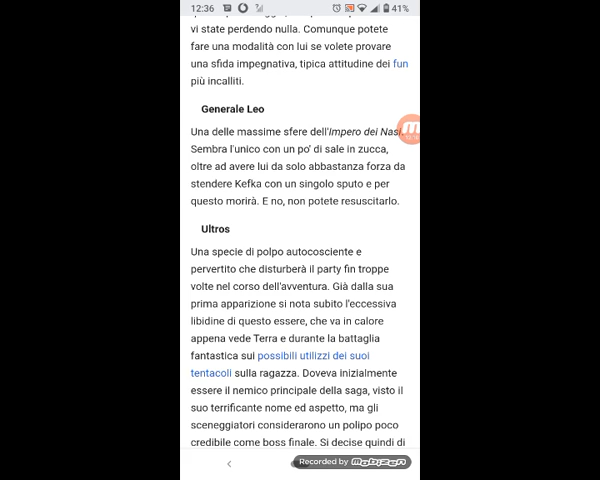 12:36
41%
vi state perdendo nulla. Comunque potete
fare una modalità con lui se volete provare
una sfida impegnativa, tipica attitudine dei fun
più incalliti.
Generale Leo
Una delle massime sfere dell'Impero dei Nasi.
Sembra l'unico con un po' di sale in zucca,
oltre ad avere lui da solo abbastanza forza da
stendere Kefka con un singolo sputo e per
questo morirà. E no, non potete resuscitarlo.
Ultros
Una specie di polpo autocosciente e
pervertito che disturberà il party fin troppe
volte nel corso dell'avventura. Già dalla sua
prima apparizione si nota subito l'eccessiva
libidine di questo essere, che va in calore
appena vede Terra e durante la battaglia
fantastica sui possibili utilizzi dei suoi
tentacoli sulla ragazza. Doveva inizialmente
essere il nemico principale della saga, visto il
suo terrificante nome ed aspetto, ma gli
sceneggiatori considerarono un polipo poco
credibile come boss finale. Si decise quindi di
Recorded by mobizen